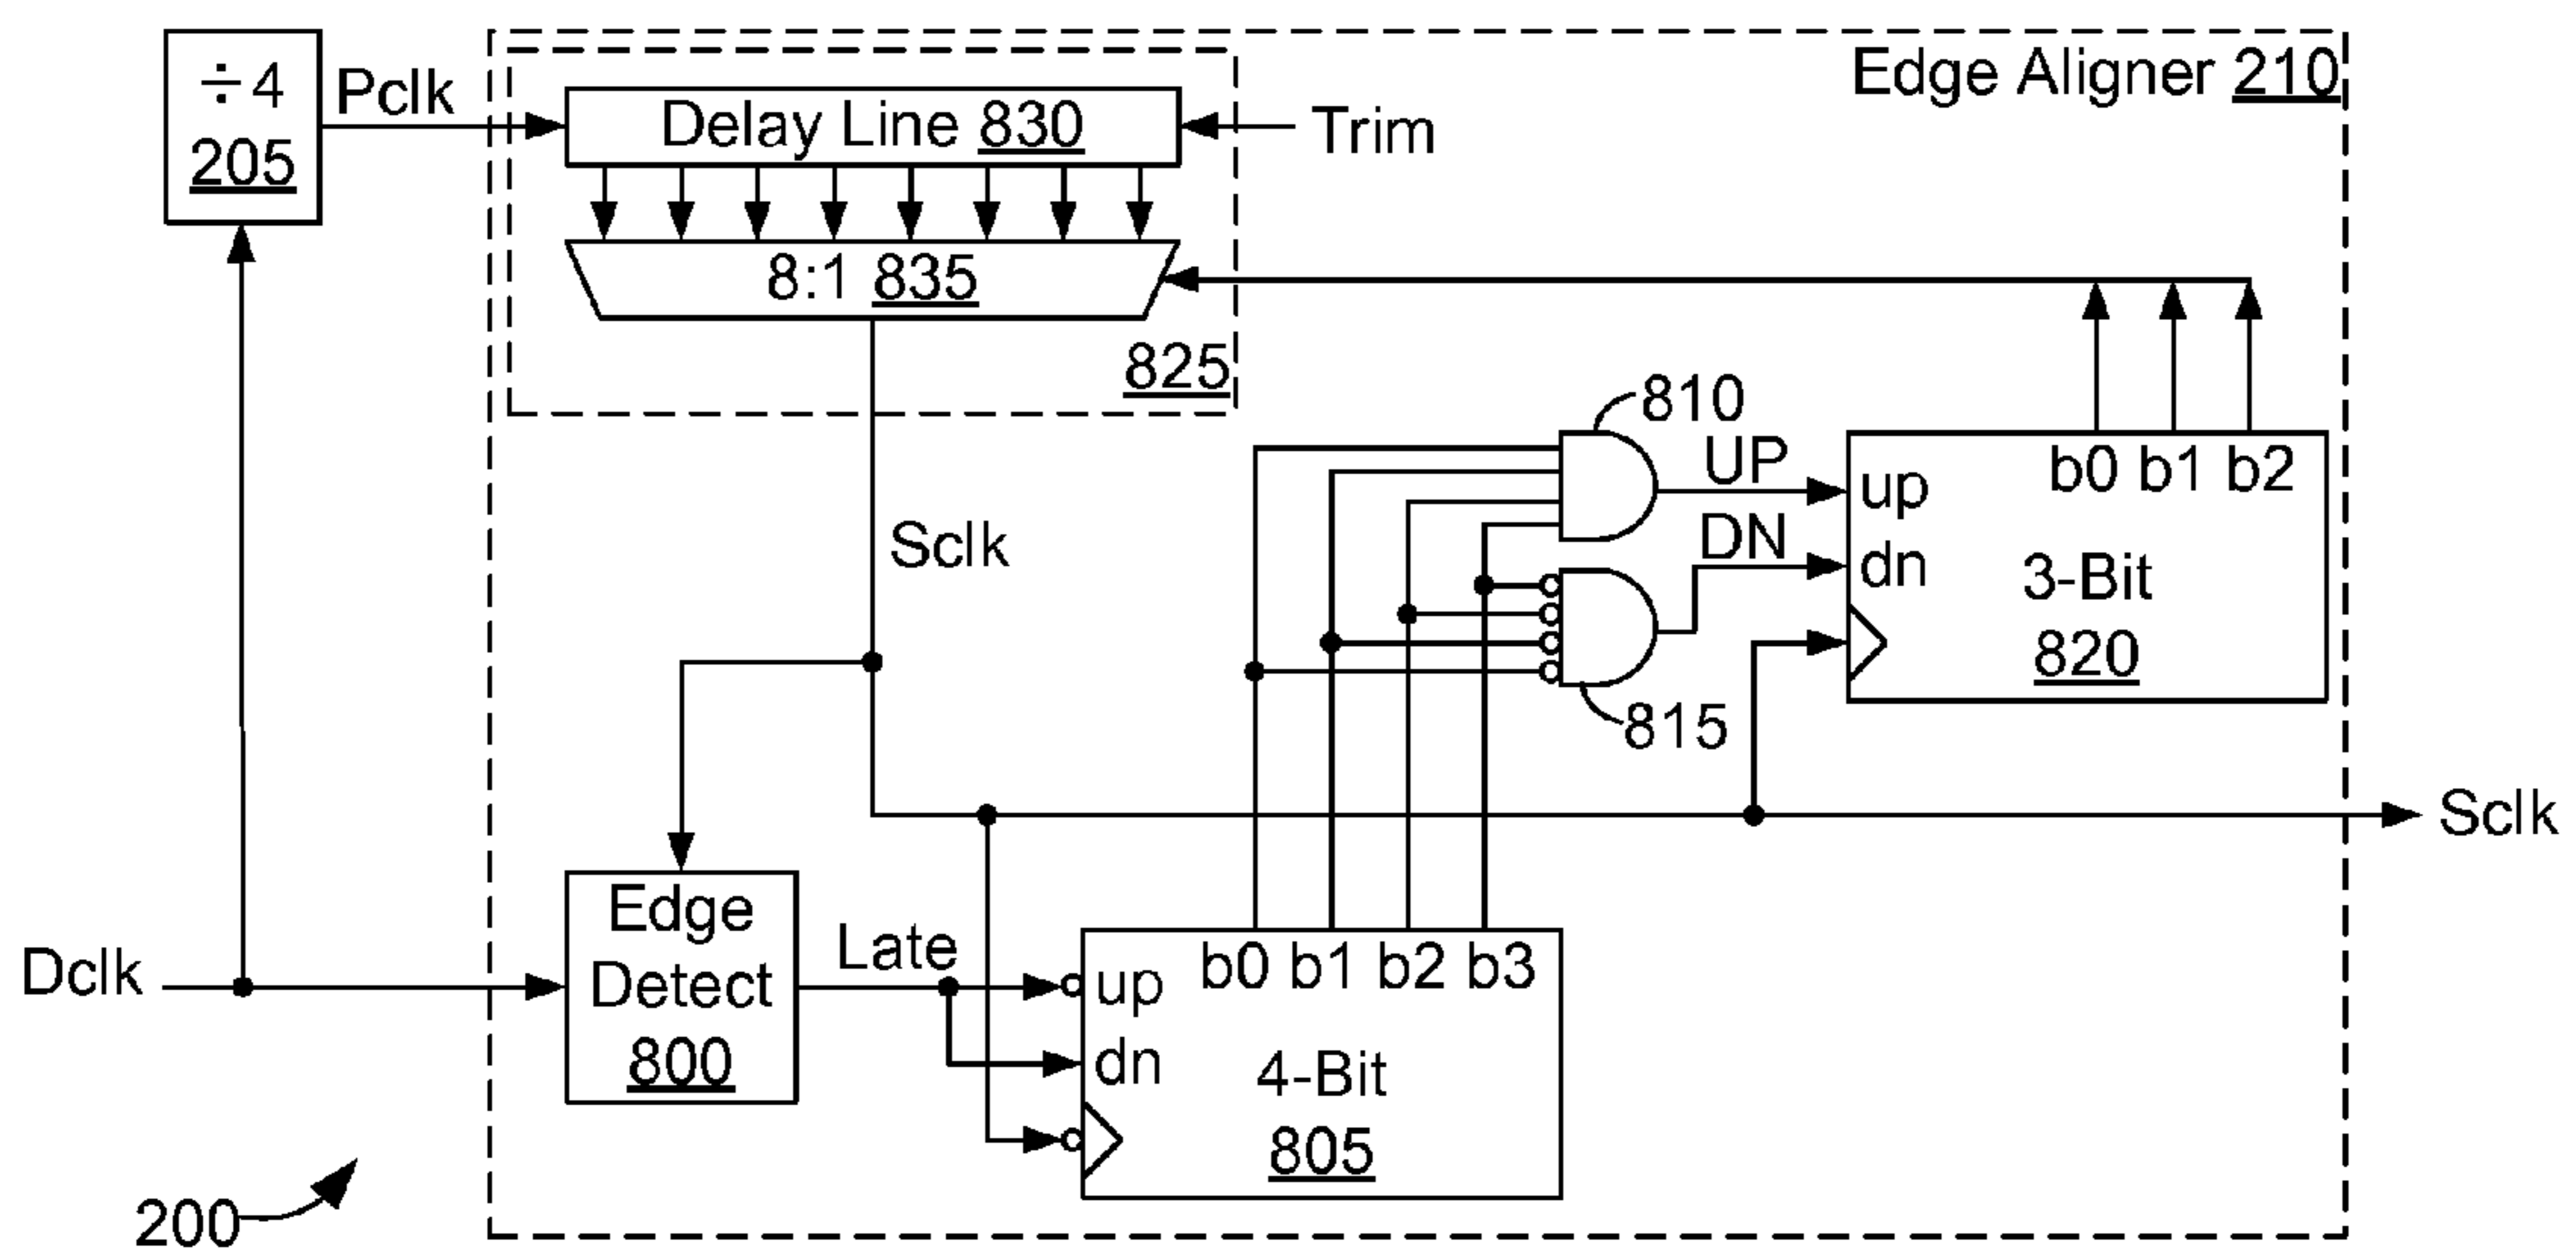 ÷4
205
Pclk
Delay Line 830
Trim
Edge Aligner 210
8:1 835
825
Sclk
810
UP
DN
815
up
dn
b0 b1 b2
3-Bit
820
Sclk
Dclk
Edge
Detect
800
Late
up
dn
b0 b1 b2 b3
4-Bit
805
200